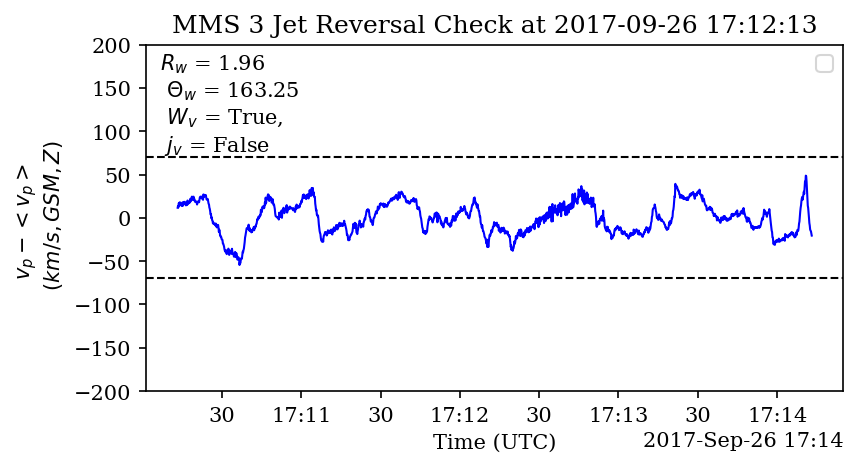 MMS 3 Jet Reversal Check at 2017-09-26 17:12:13
R_w = 1.96
Θ_w = 163.25
W_v = True,
j_v = False
v_p − < v_p >
(km/s, GSM, Z)
200
150
100
50
0
−50
−100
−150
−200
30 17:11 30 17:12 30 17:13 30 17:14
Time (UTC)
2017-Sep-26 17:14